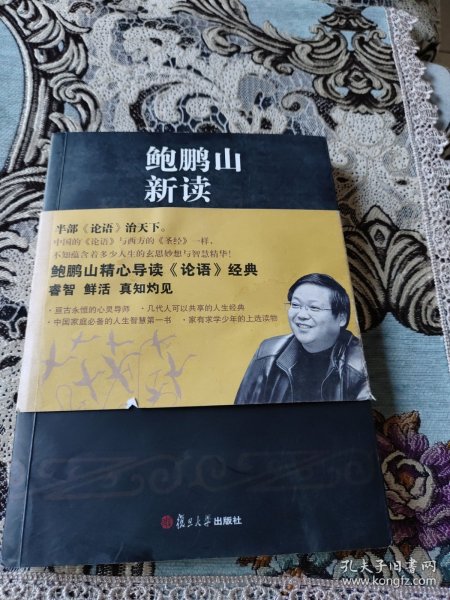 鲍鹏山
新读
半部《论语》治天下。
中国的《论语》与西方的《圣经》一样，
不知蕴含着多少人生的玄思妙想与智慧精华！
鲍鹏山精心导读《论语》经典
睿智 鲜活 真知灼见
·亘古永恒的心灵导师 ·几代人可以共享的人生经典
·中国家庭必备的人生智慧第一书 ·家有求学少年的上选读物
復旦大學出版社
孔夫子旧书网
www.kongfz.com